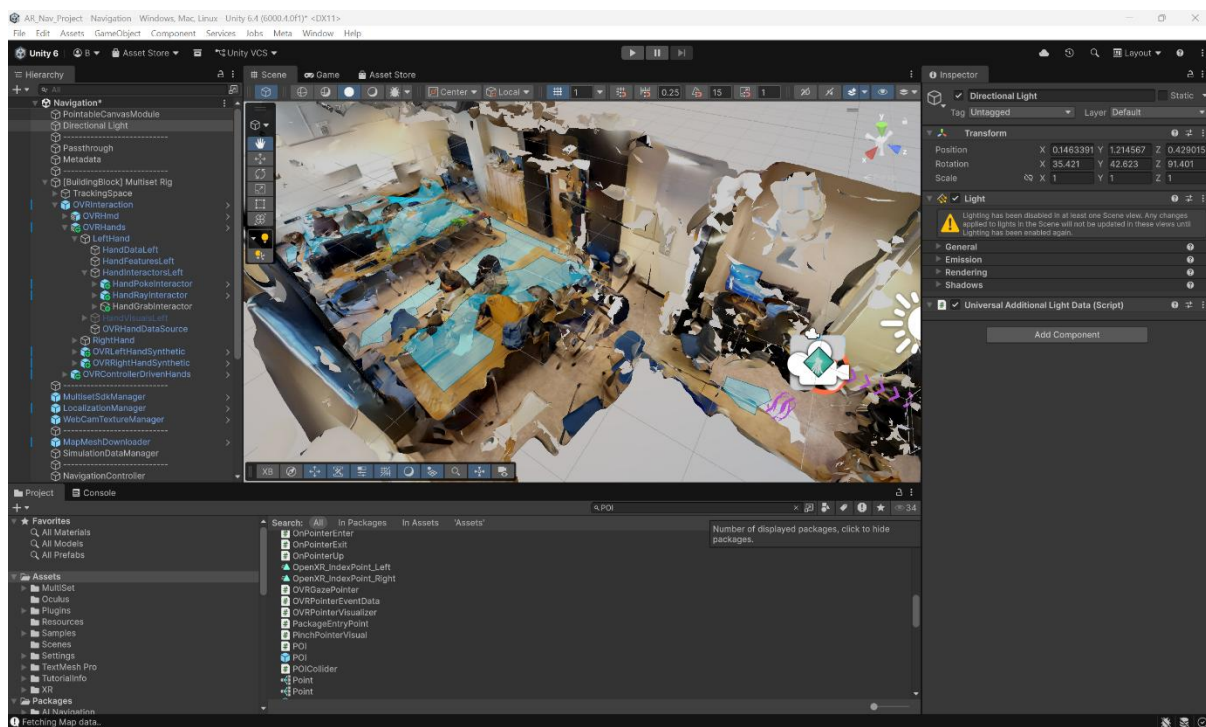 AR_Nav_Project - Navigation - Windows, Mac, Linux - Unity 6.4 (6000.4.0f1)* <DX11>
File Edit Assets GameObject Component Services Jobs Meta Window Help
Unity 6 B Asset Store Unity VCS Layout
Hierarchy
All
Navigation*
PointableCanvasModule
Directional Light
---------------------------
Passthrough
Metadata
---------------------------
[BuildingBlock] Multiset Rig
TrackingSpace
OVRInteraction
OVRHmd
OVRHands
LeftHand
HandDataLeft
HandFeaturesLeft
HandInteractorsLeft
HandPokeInteractor
HandRayInteractor
HandGrabInteractor
HandVisualsLeft
OVRHandDataSource
RightHand
OVRLeftHandSynthetic
OVRRightHandSynthetic
OVRControllerDrivenHands
---------------------------
MultisetSdkManager
LocalizationManager
WebCamTextureManager
---------------------------
MapMeshDownloader
SimulationDataManager
---------------------------
NavigationController
Scene Game Asset Store
Center Local 1 0.25 15 1 2D
y
XB
Inspector
Directional Light Static
Tag Untagged Layer Default
Transform
Position X 0.1463391 Y 1.214567 Z 0.429015
Rotation X 35.421 Y 42.623 Z 91.401
Scale X 1 Y 1 Z 1
Light
Lighting has been disabled in at least one Scene view. Any changes
applied to lights in the Scene will not be updated in these views until
Lighting has been enabled again.
General
Emission
Rendering
Shadows
Universal Additional Light Data (Script)
Add Component
Project Console
POI 34
Favorites
All Materials
All Models
All Prefabs
Assets
MultiSet
Oculus
Plugins
Resources
Samples
Scenes
Settings
TextMesh Pro
TutorialInfo
XR
Packages
AI Navigation
Search: All In Packages In Assets 'Assets'
OnPointerEnter
OnPointerExit
OnPointerUp
OpenXR_IndexPoint_Left
OpenXR_IndexPoint_Right
OVRGazePointer
OVRPointerEventData
OVRPointerVisualizer
PackageEntryPoint
PinchPointerVisual
POI
POI
POICollider
Point
Point
Number of displayed packages, click to hide
packages.
Fetching Map data..